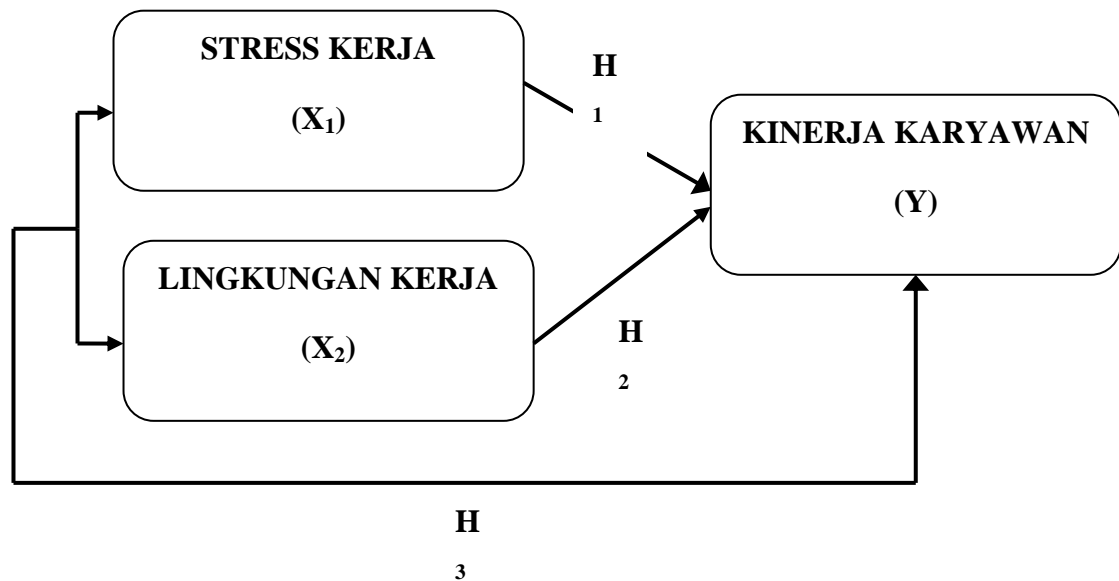 STRESS KERJA
(X₁)
H
1
KINERJA KARYAWAN
(Y)
LINGKUNGAN KERJA
(X₂)
H
2
H
3